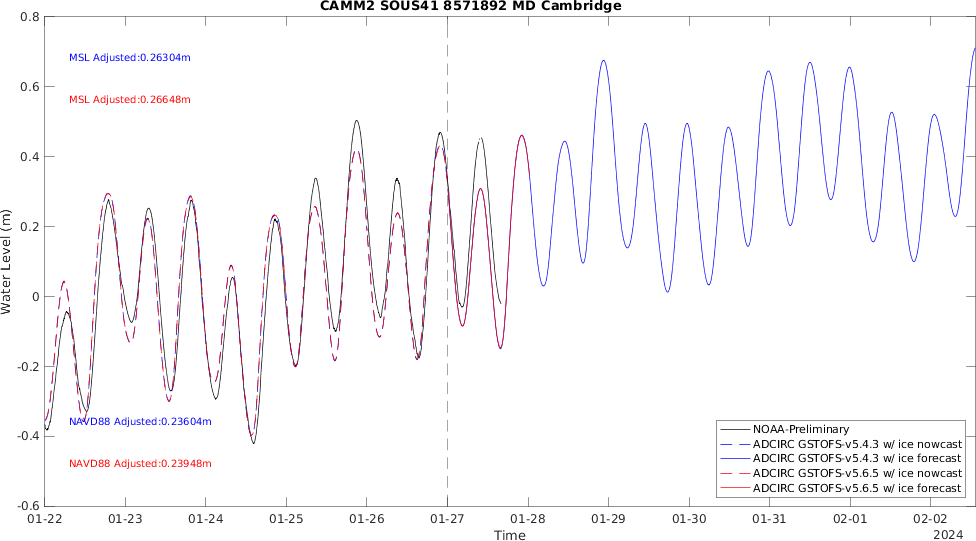 CAMM2 SOUS41 8571892 MD Cambridge
0.8
0.6
0.4
0.2
0
-0.2
-0.4
-0.6
Water Level (m)
MSL Adjusted:0.26304m
MSL Adjusted:0.26648m
NAVD88 Adjusted:0.23604m
NAVD88 Adjusted:0.23948m
NOAA-Preliminary
ADCIRC GSTOFS-v5.4.3 w/ ice nowcast
ADCIRC GSTOFS-v5.4.3 w/ ice forecast
ADCIRC GSTOFS-v5.6.5 w/ ice nowcast
ADCIRC GSTOFS-v5.6.5 w/ ice forecast
01-22 01-23 01-24 01-25 01-26 01-27 01-28 01-29 01-30 01-31 02-01 02-02
Time
2024